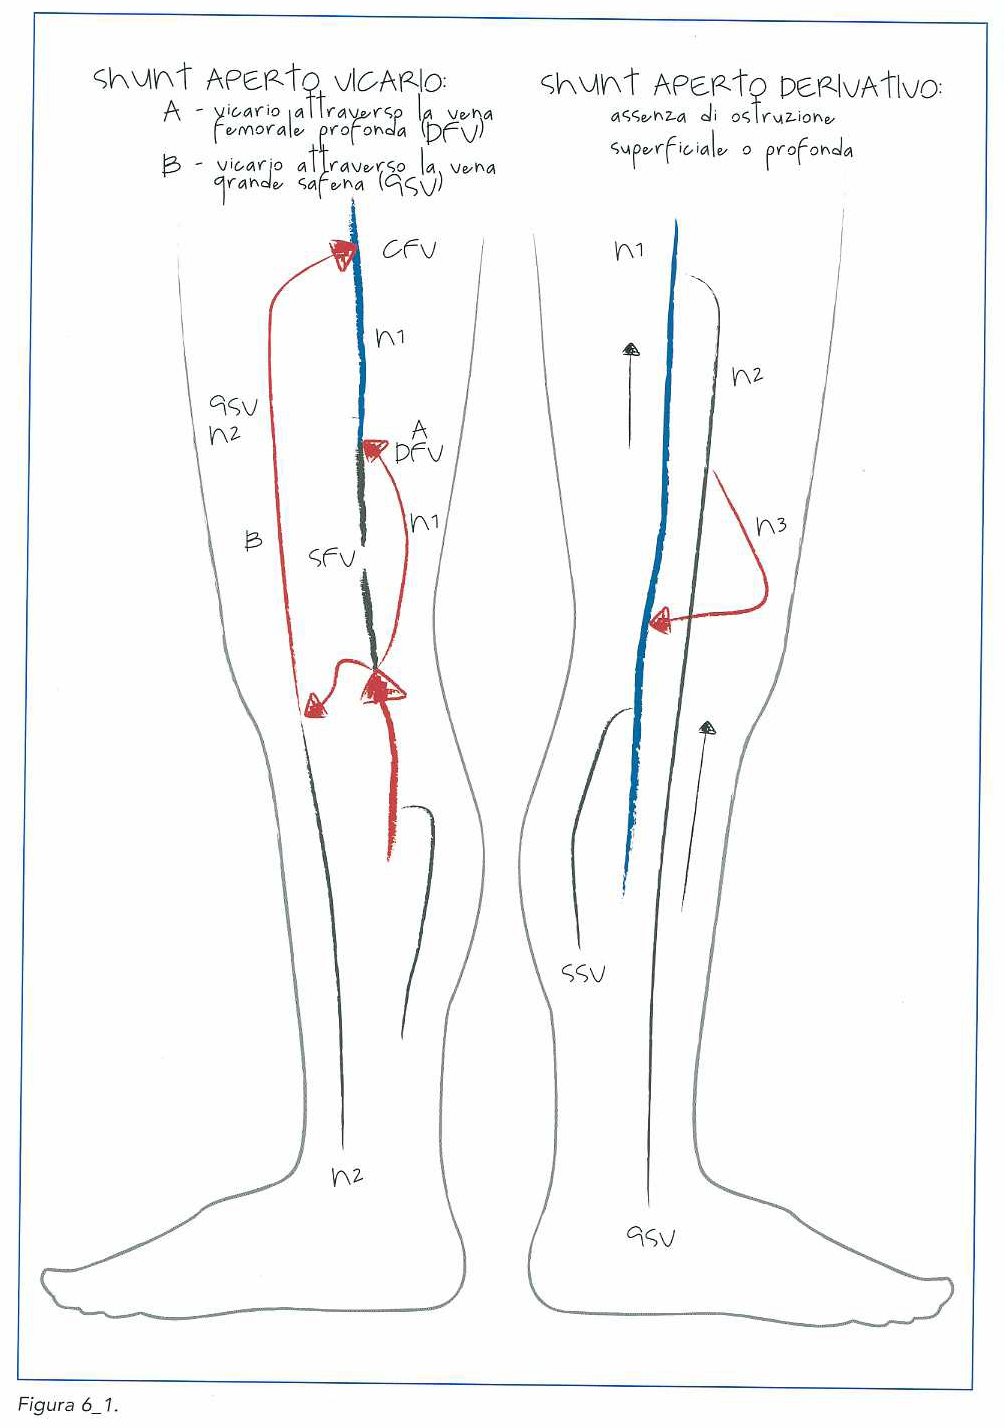 shunt APERTO VICARIO:
A - vicario attraverso la vena
femorale profonda (DFV)
B - vicario attraverso la vena
grande safena (GSV)
shunt APERTO DERIVATIVO:
assenza di ostruzione
superficiale o profonda
CFV
n1
GSV
n2
A
DFV
n1
B
SFV
n2
n1
n2
n3
SSV
GSV
Figura 6_1.